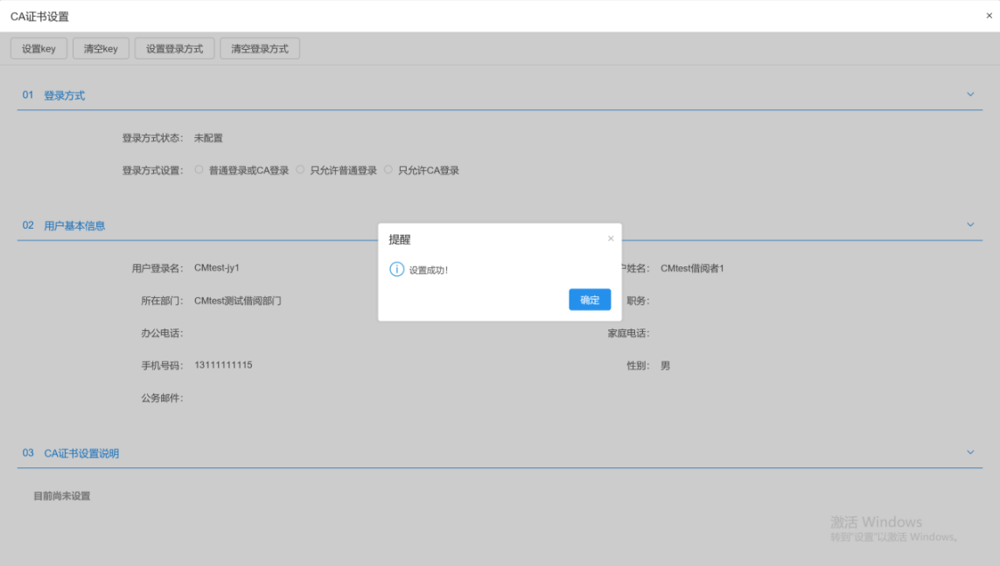 CA证书设置
设置key 清空key 设置登录方式 清空登录方式
01 登录方式
登录方式状态： 未配置
登录方式设置： 普通登录或CA登录 只允许普通登录 只允许CA登录
02 用户基本信息
提醒
设置成功！
确定
用户登录名： CMtest-jy1 户姓名： CMtest借阅者1
所在部门： CMtest测试借阅部门 职务：
办公电话： 家庭电话：
手机号码： 13111111115 性别： 男
公务邮件：
03 CA证书设置说明
目前尚未设置
激活 Windows
转到"设置"以激活 Windows。